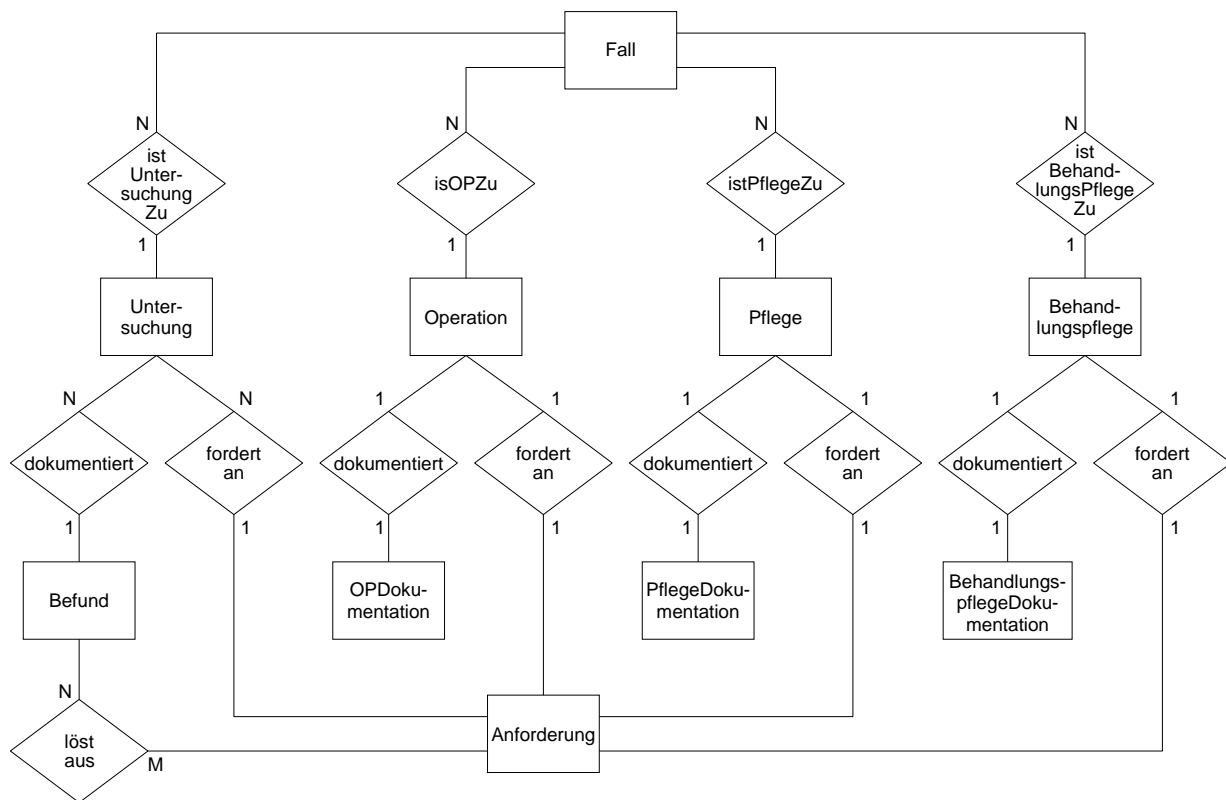 Fall
N
N
N
N
ist
Unter-
suchung
Zu
isOPZu
istPflegeZu
ist
Behand-
lungsPflege
Zu
1
1
1
1
Unter-
suchung
Operation
Pflege
Behand-
lungspflege
N
N
1
1
1
1
1
1
dokumentiert
fordert
an
dokumentiert
fordert
an
dokumentiert
fordert
an
dokumentiert
fordert
an
1
1
1
1
1
1
1
1
Befund
OPDoku-
mentation
PflegeDoku-
mentation
Behandlungs-
pflegeDoku-
mentation
N
löst
aus
M
Anforderung